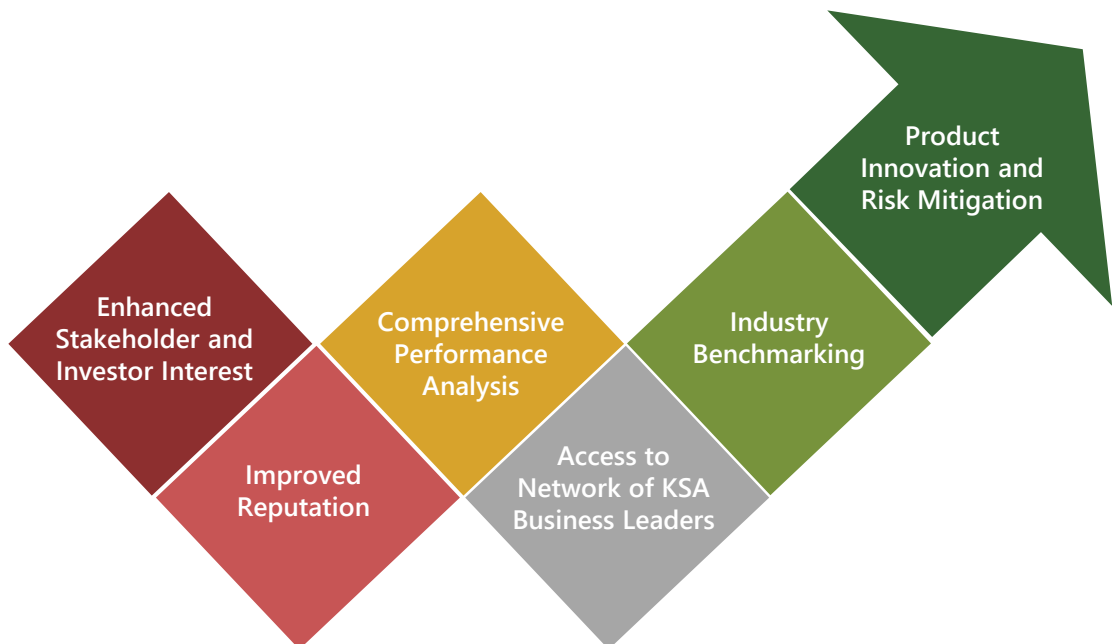 Enhanced
Stakeholder and
Investor Interest
Improved
Reputation
Comprehensive
Performance
Analysis
Access to
Network of KSA
Business Leaders
Industry
Benchmarking
Product
Innovation and
Risk Mitigation